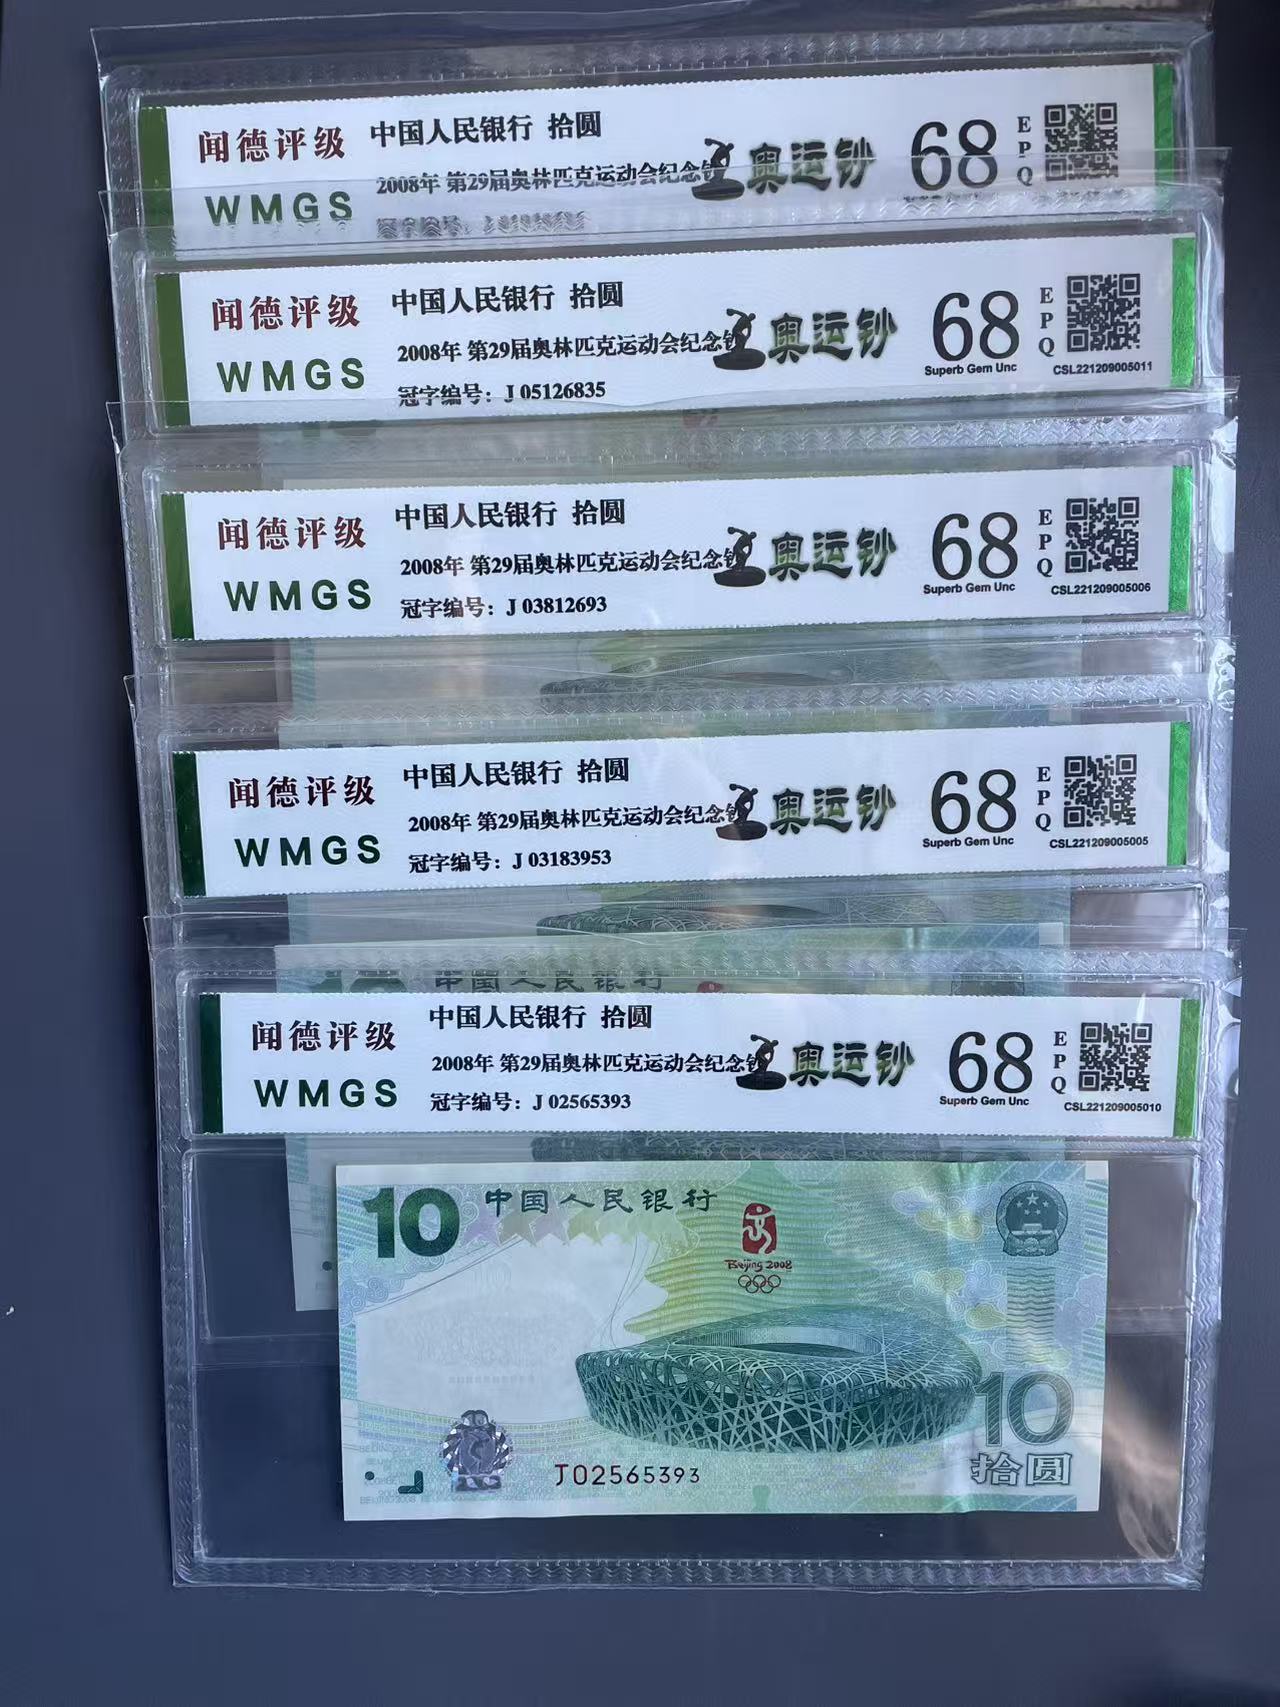 闻德评级
WMGS
中国人民银行 拾圆
2008年 第29届奥林匹克运动会纪念钞
冠字编号:
奥运钞
68
EPQ
闻德评级
WMGS
中国人民银行 拾圆
2008年 第29届奥林匹克运动会纪念钞
冠字编号：J 05126835
奥运钞
68
Superb Gem Unc
EPQ
CSL221209005011
闻德评级
WMGS
中国人民银行 拾圆
2008年 第29届奥林匹克运动会纪念钞
冠字编号：J 03812693
奥运钞
68
Superb Gem Unc
EPQ
CSL221209005006
闻德评级
WMGS
中国人民银行 拾圆
2008年 第29届奥林匹克运动会纪念钞
冠字编号：J 03183953
奥运钞
68
Superb Gem Unc
EPQ
CSL221209005005
中国人民银行
闻德评级
WMGS
中国人民银行 拾圆
2008年 第29届奥林匹克运动会纪念钞
冠字编号：J 02565393
奥运钞
68
Superb Gem Unc
EPQ
CSL221209005010
10 中国人民银行
Beijing 2008
10
拾圆
J02565393